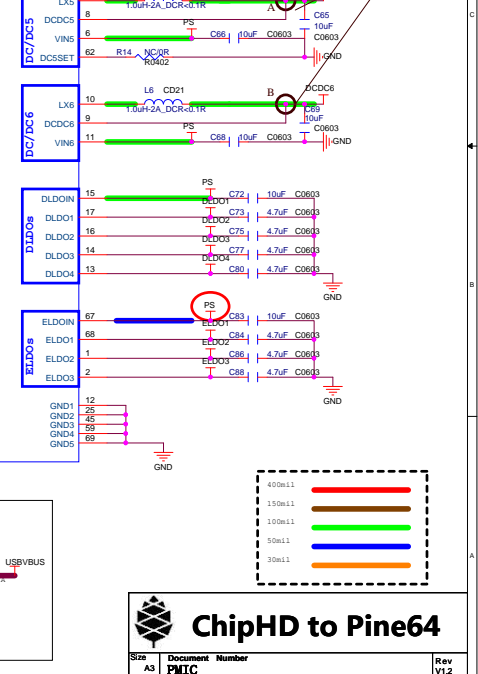 LX5
1.0uH-2A_DCR<0.1R
A
C65
DCDC5
8
10uF
PS
C0603
VIN5
6
C66
10uF
C0603
DC5SET
62
R14
NC/0R
R0402
GND
DC/DC5
C
L6
CD21
B
DCDC6
LX6
10
1.0uH-2A_DCR<0.1R
C69
10uF
DCDC6
9
PS
C0603
VIN6
11
C68
10uF
C0603
GND
DC/DC6
PS
DLDOIN
15
C72
10uF
C0603
DLDO1
DLDO1
17
C73
4.7uF
C0603
DLDO2
DLDO2
16
C75
4.7uF
C0603
DLDO3
DLDO3
14
C77
4.7uF
C0603
DLDO4
DLDO4
13
C80
4.7uF
C0603
GND
DLDOs
B
PS
ELDOIN
67
C83
10uF
C0603
ELDO1
ELDO1
68
C84
4.7uF
C0603
ELDO2
ELDO2
1
C86
4.7uF
C0603
ELDO3
ELDO3
2
C88
4.7uF
C0603
GND
ELDOs
GND1
12
GND2
25
GND3
45
GND4
59
GND5
69
GND
400mil
150mil
100mil
50mil
30mil
A
USBVBUS
ChipHD to Pine64
Size
A3
Document Number
PMIC
Rev
V1.2